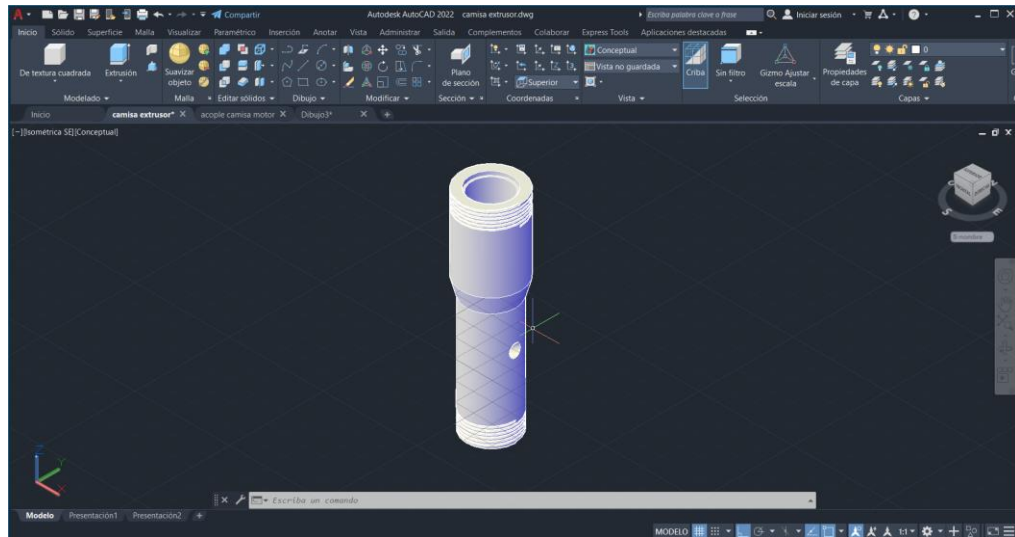 Compartir Autodesk AutoCAD 2022 camisa extrusor.dwg Escriba palabra clave o frase Iniciar sesión
Inicio Sólido Superficie Malla Visualizar Paramétrico Inserción Anotar Vista Administrar Salida Complementos Colaborar Express Tools Aplicaciones destacadas
0
Conceptual
Vista no guardada
Superior
De textura cuadrada Extrusión Suavizar objeto Plano de sección Criba Sin filtro Gizmo Ajustar escala Propiedades de capa
Modelado Malla Editar sólidos Dibujo Modificar Sección Coordenadas Vista Selección Capas
Inicio camisa extrusor* acople camisa motor Dibujo3*
[-][Isométrica SE][Conceptual]
S E
Z
Y
X
Escriba un comando
Modelo Presentación1 Presentación2 +
MODELO 1:1